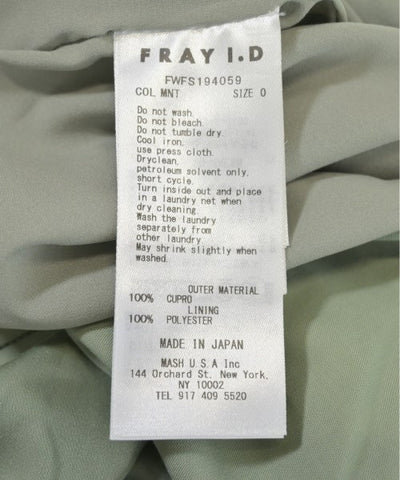 FRAY I.D
FWFS194059
COL MNT SIZE 0
Do not wash.
Do not bleach.
Do not tumble dry.
Cool iron.
use press cloth.
Dryclean.
petroleum solvent only.
short cycle.
Turn inside out and place
in a laundry net when
dry cleaning.
Wash the laundry
separately from
other laundry.
May shrink slightly when
washed.
OUTER MATERIAL
100% CUPRO
LINING
100% POLYESTER
MADE IN JAPAN
MASH U.S.A Inc
144 Orchard St. New York.
NY 10002
TEL 917 409 5520